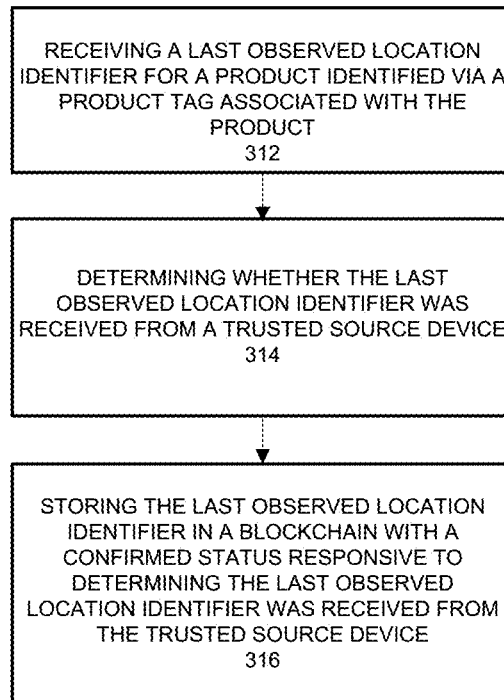 RECEIVING A LAST OBSERVED LOCATION
IDENTIFIER FOR A PRODUCT IDENTIFIED VIA A
PRODUCT TAG ASSOCIATED WITH THE
PRODUCT
312
DETERMINING WHETHER THE LAST
OBSERVED LOCATION IDENTIFIER WAS
RECEIVED FROM A TRUSTED SOURCE DEVICE
314
STORING THE LAST OBSERVED LOCATION
IDENTIFIER IN A BLOCKCHAIN WITH A
CONFIRMED STATUS RESPONSIVE TO
DETERMINING THE LAST OBSERVED
LOCATION IDENTIFIER WAS RECEIVED FROM
THE TRUSTED SOURCE DEVICE
316